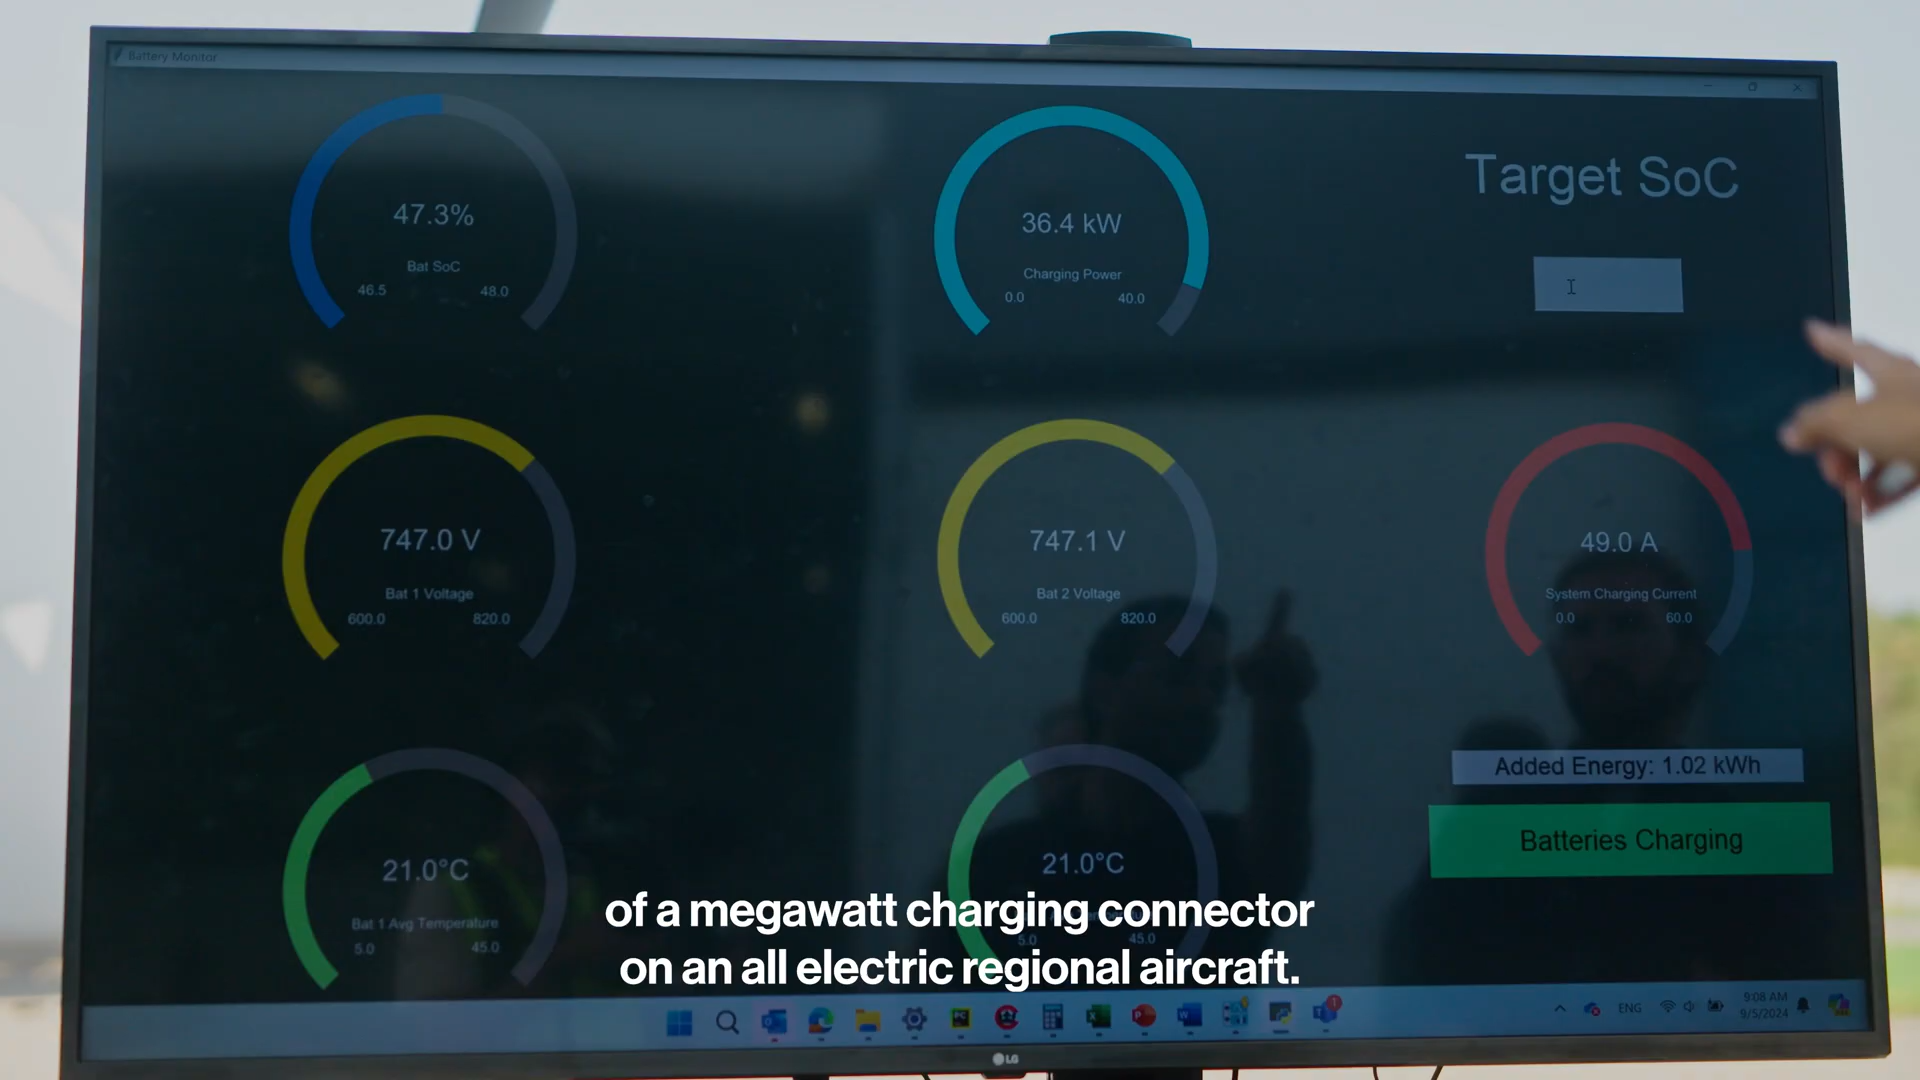 Battery Monitor
47.3%
Bat SoC
46.5 48.0
36.4 kW
Charging Power
0.0 40.0
Target SoC
747.0 V
Bat 1 Voltage
600.0 820.0
747.1 V
Bat 2 Voltage
600.0 820.0
49.0 A
System Charging Current
0.0 60.0
Added Energy: 1.02 kWh
Batteries Charging
21.0°C
Bat 1 Avg Temperature
5.0 45.0
21.0°C
5.0 45.0
of a megawatt charging connector
on an all electric regional aircraft.
ENG
9:08 AM
9/5/2024
LG